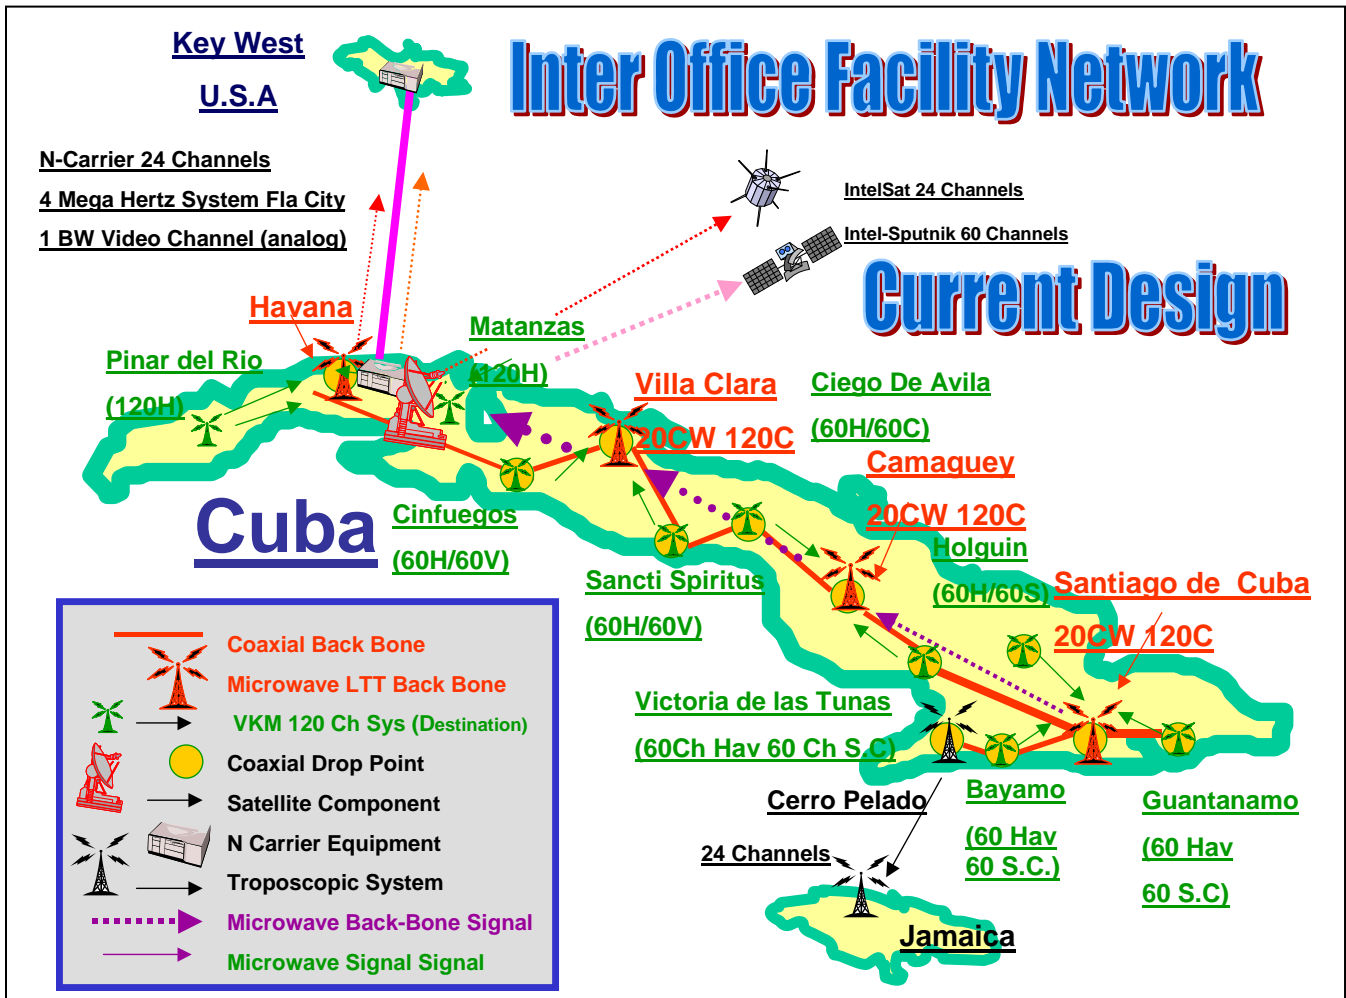 Key West
U.S.A
Inter Office Facility Network
N-Carrier 24 Channels
4 Mega Hertz System Fla City
1 BW Video Channel (analog)
IntelSat 24 Channels
Intel-Sputnik 60 Channels
Current Design
Havana
Matanzas
(120H)
Pinar del Rio
(120H)
Villa Clara
20CW 120C
Ciego De Avila
(60H/60C)
Camaguey
20CW 120C
Cuba
Cinfuegos
(60H/60V)
Holguin
(60H/60S)
Sancti Spiritus
(60H/60V)
Santiago de Cuba
20CW 120C
Victoria de las Tunas
(60Ch Hav 60 Ch S.C)
Cerro Pelado
Bayamo
(60 Hav
60 S.C.)
Guantanamo
(60 Hav
60 S.C)
24 Channels
Jamaica
Coaxial Back Bone
Microwave LTT Back Bone
VKM 120 Ch Sys (Destination)
Coaxial Drop Point
Satellite Component
N Carrier Equipment
Troposcopic System
Microwave Back-Bone Signal
Microwave Signal Signal